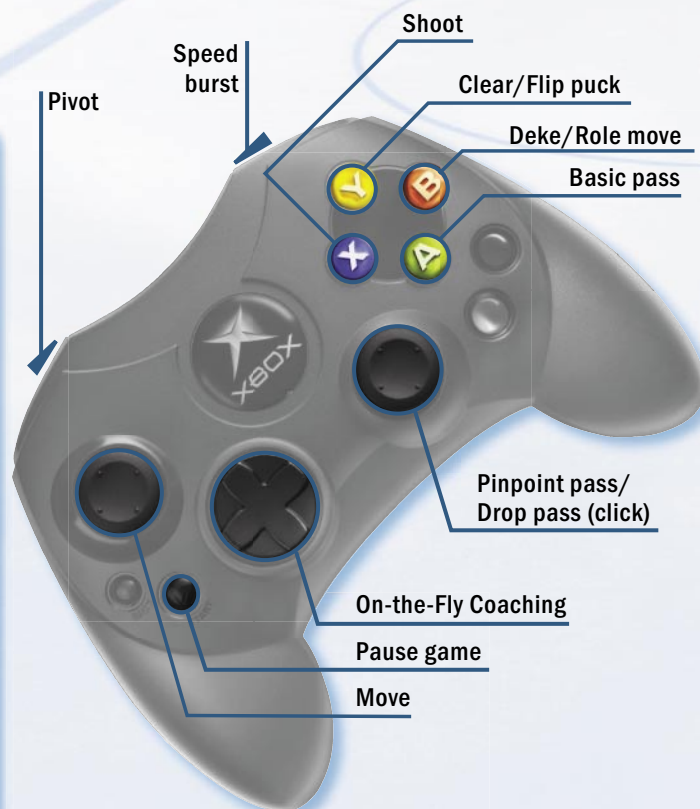 Shoot
Speed
burst
Clear/Flip puck
Pivot
Deke/Role move
Basic pass
Y
B
X
A
XBOX
Pinpoint pass/
Drop pass (click)
On-the-Fly Coaching
Pause game
Move